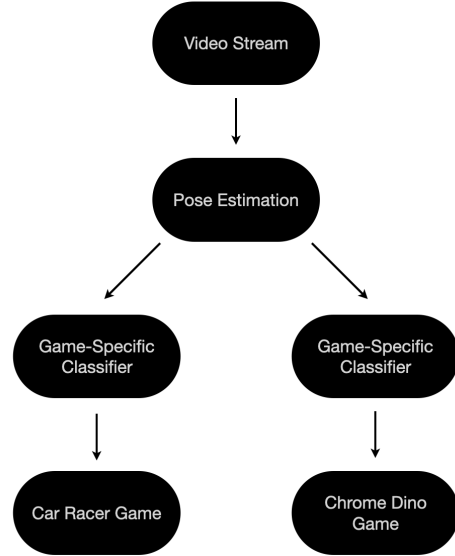 Video Stream
Pose Estimation
Game-Specific
Classifier
Game-Specific
Classifier
Car Racer Game
Chrome Dino
Game